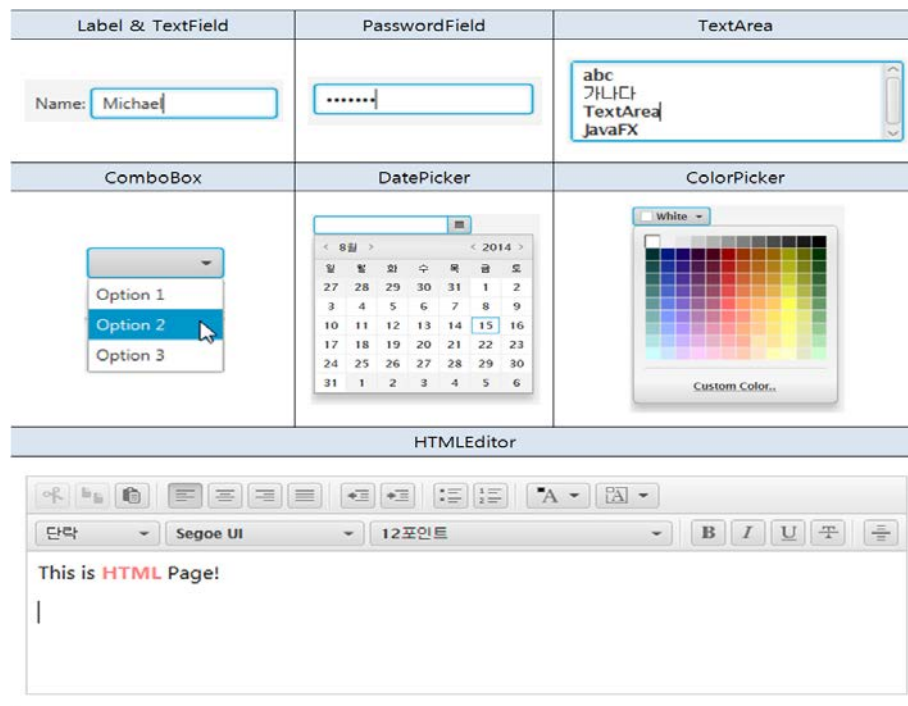 Label & TextField
PasswordField
TextArea
Name: Michael
•••••••
abc
가나다
TextArea
JavaFX
ComboBox
DatePicker
ColorPicker
Option 1
Option 2
Option 3
< 8월 > < 2014 >
일 월 화 수 목 금 토
27 28 29 30 31 1 2
3 4 5 6 7 8 9
10 11 12 13 14 15 16
17 18 19 20 21 22 23
24 25 26 27 28 29 30
31 1 2 3 4 5 6
White
Custom Color..
HTMLEditor
단락 Segoe UI 12포인트 B I U T
This is HTML Page!